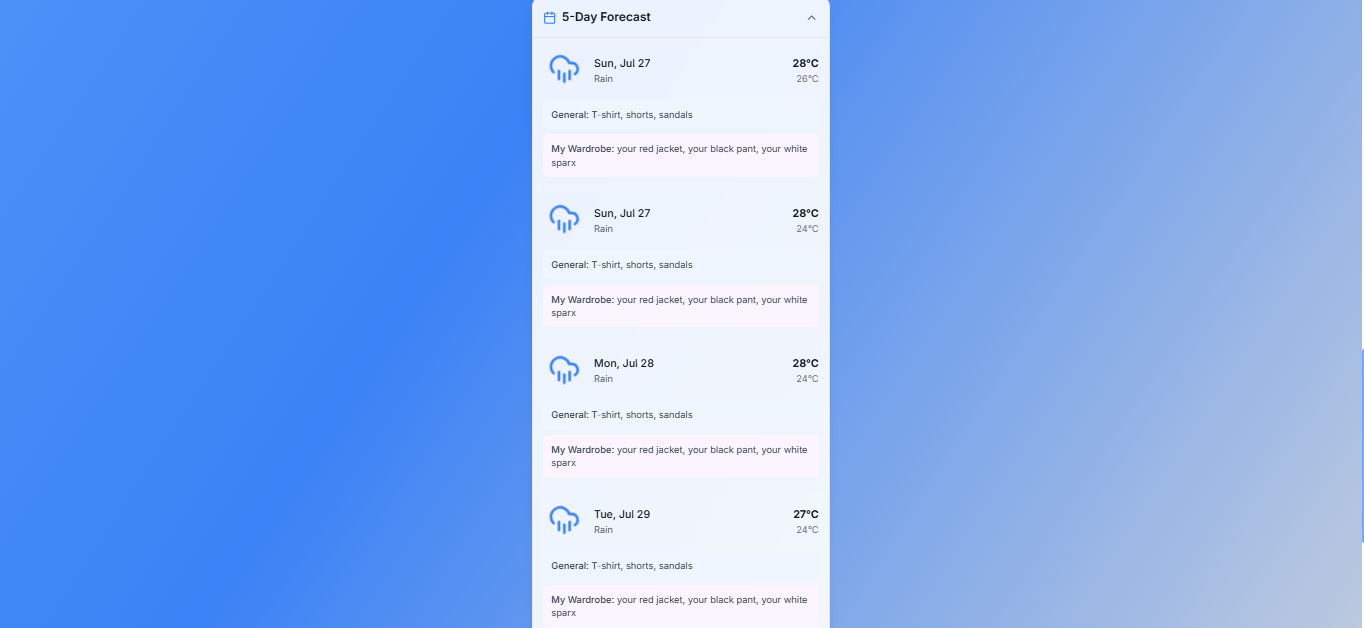 5-Day Forecast
Sun, Jul 27
28°C
Rain
26°C
General: T-shirt, shorts, sandals
My Wardrobe: your red jacket, your black pant, your white
sparx
Sun, Jul 27
28°C
Rain
24°C
General: T-shirt, shorts, sandals
My Wardrobe: your red jacket, your black pant, your white
sparx
Mon, Jul 28
28°C
Rain
24°C
General: T-shirt, shorts, sandals
My Wardrobe: your red jacket, your black pant, your white
sparx
Tue, Jul 29
27°C
Rain
24°C
General: T-shirt, shorts, sandals
My Wardrobe: your red jacket, your black pant, your white
sparx